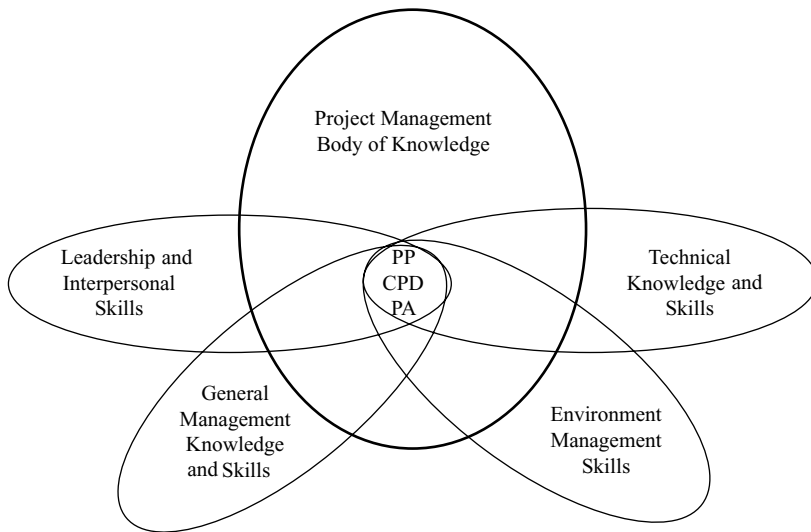 Project Management
Body of Knowledge
Leadership and
Interpersonal
Skills
PP
CPD
PA
Technical
Knowledge and
Skills
General
Management
Knowledge
and Skills
Environment
Management
Skills